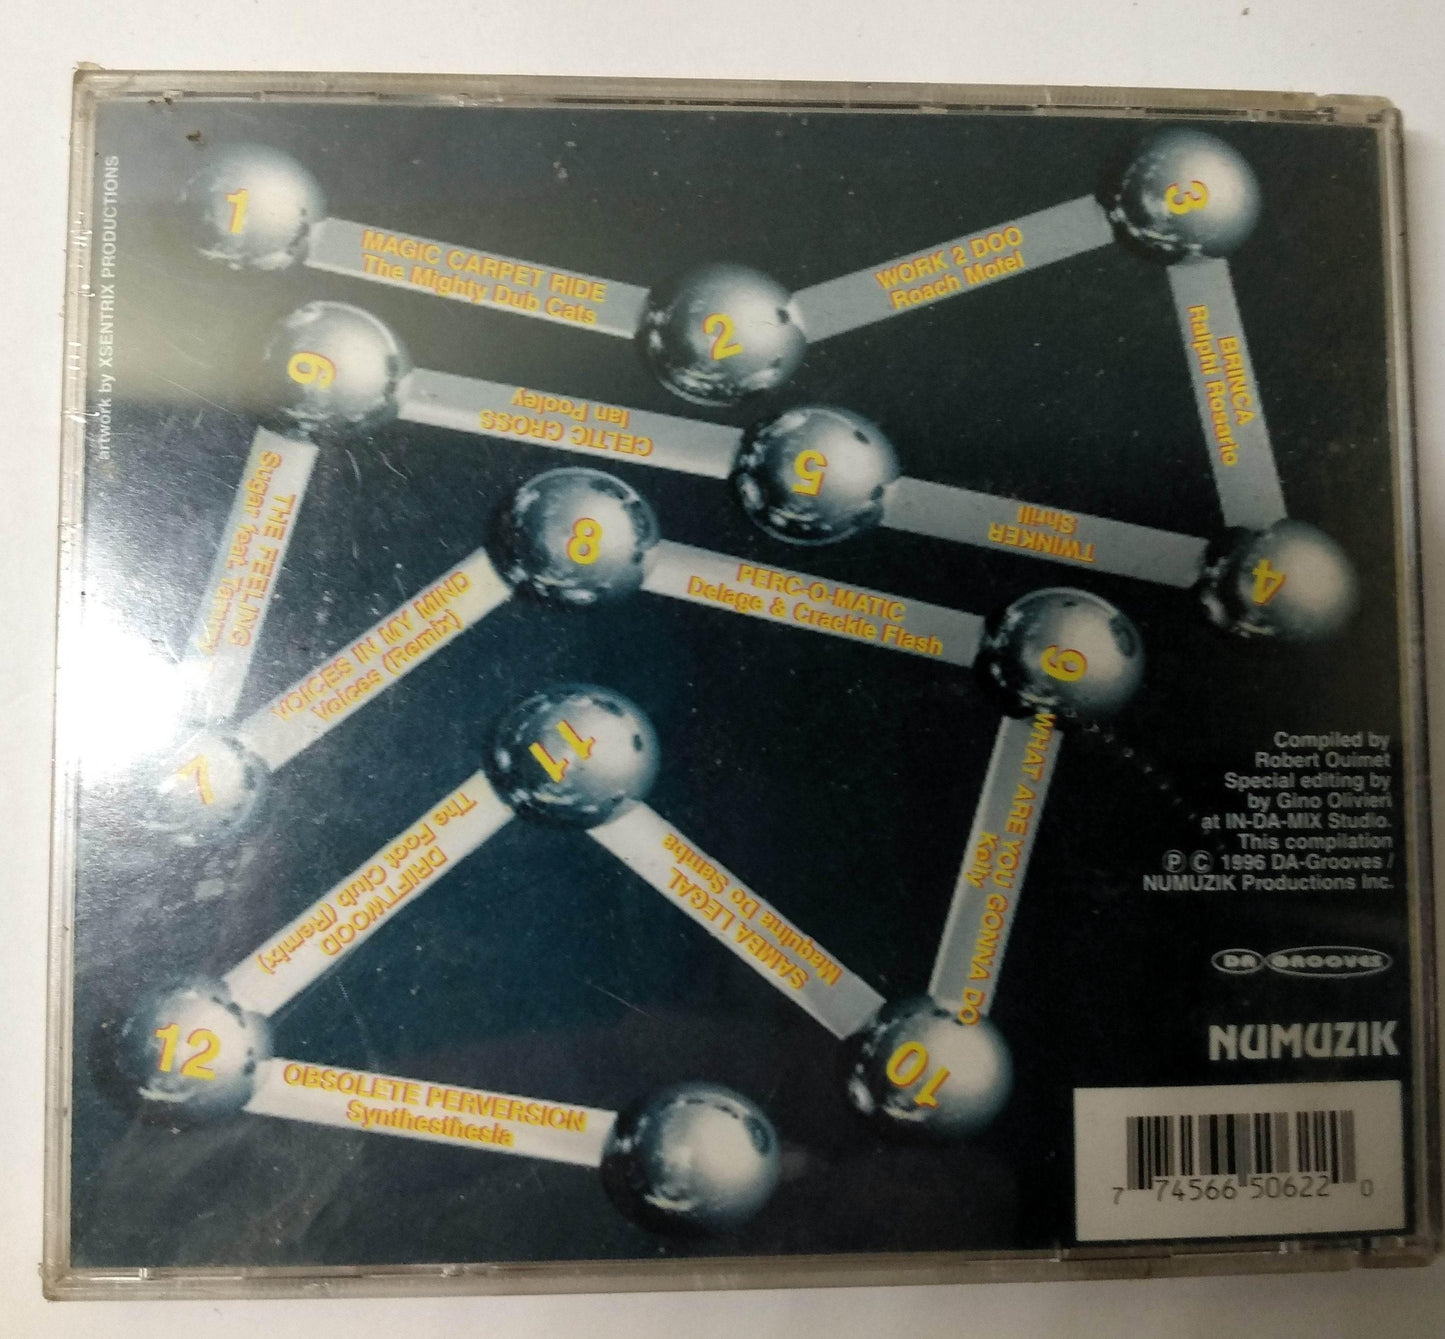 artwork by XSENTRIX PRODUCTIONS
1
MAGIC CARPET RIDE
The Mighty Dub Cats
2
WORK 2 DOO
Roach Motel
3
BRINCA
Ralphi Rosario
4
TWINKER
Shrill
5
CELTIC CROSS
Ian Pooley
6
THE FEELING
Sugar feat. Tammy
7
VOICES IN MY MIND
Voices (Remix)
8
PERC-O-MATIC
Delage & Crackle Flash
9
WHAT ARE YOU GONNA DO
Kelly
10
SAMBA LEGAL
Maquina Do Samba
11
DRIFTWOOD
The Foot Club (Remix)
12
OBSOLETE PERVERSION
Synthesthesia
Compiled by
Robert Ouimet
Special editing by
by Gino Olivieri
at IN-DA-MIX Studio.
This compilation
Ⓟ © 1996 DA-Grooves /
NUMUZIK Productions Inc.
DA GROOVES
NUMUZIK
7 74566 50622 0